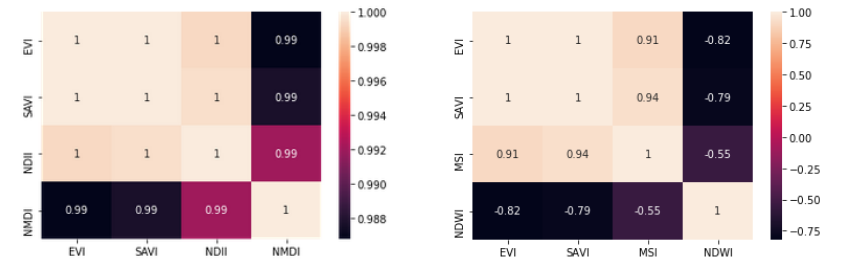 EVI 1 1 1 0.99
SAVI 1 1 1 0.99
NDII 1 1 1 0.99
NMDI 0.99 0.99 0.99 1
EVI SAVI NDII NMDI
1.000
0.998
0.996
0.994
0.992
0.990
0.988
EVI 1 1 0.91 -0.82
SAVI 1 1 0.94 -0.79
MSI 0.91 0.94 1 -0.55
NDWI -0.82 -0.79 -0.55 1
EVI SAVI MSI NDWI
1.00
0.75
0.50
0.25
0.00
-0.25
-0.50
-0.75